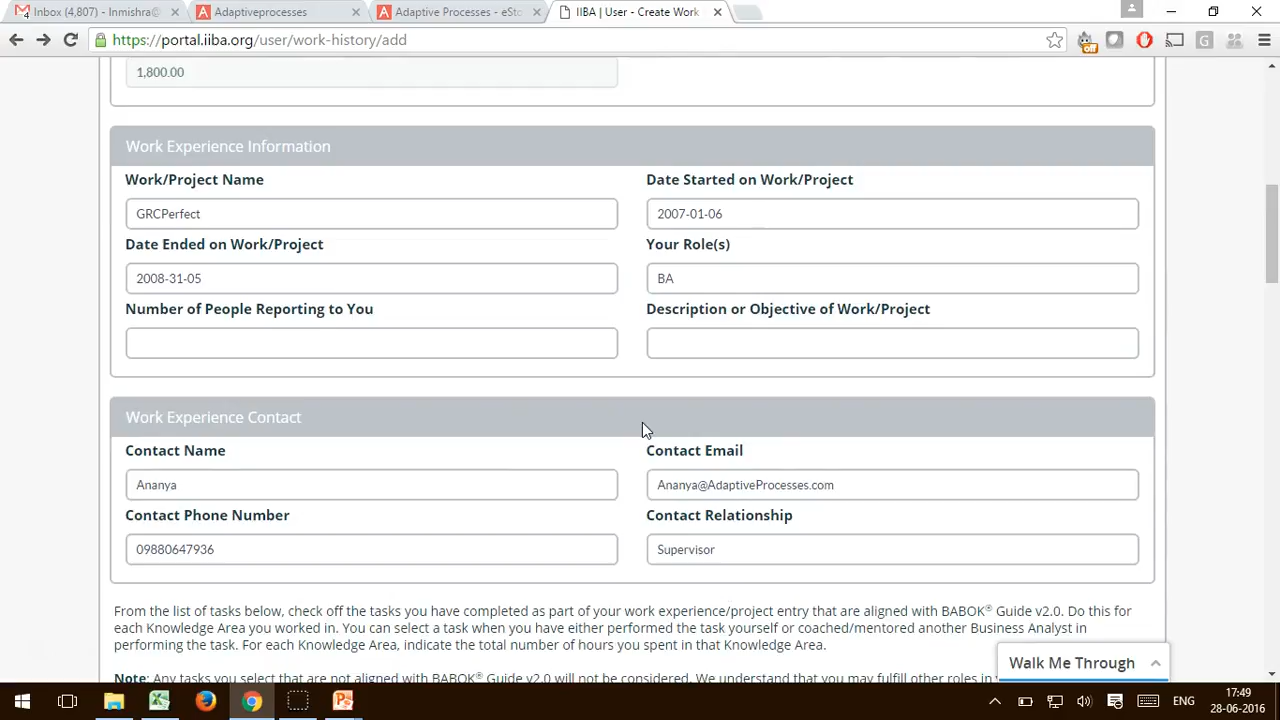 Inbox (4,807) - Inmishra@
Adaptiveprocesses
Adaptive Processes - eSto
IIBA | User - Create Work
https://portal.iiba.org/user/work-history/add
off
G
1,800.00
Work Experience Information
Work/Project Name
Date Started on Work/Project
GRCPerfect
2007-01-06
Date Ended on Work/Project
Your Role(s)
2008-31-05
BA
Number of People Reporting to You
Description or Objective of Work/Project
Work Experience Contact
Contact Name
Contact Email
Ananya
Ananya@AdaptiveProcesses.com
Contact Phone Number
Contact Relationship
09880647936
Supervisor
From the list of tasks below, check off the tasks you have completed as part of your work experience/project entry that are aligned with BABOK® Guide v2.0. Do this for
each Knowledge Area you worked in. You can select a task when you have either performed the task yourself or coached/mentored another Business Analyst in
performing the task. For each Knowledge Area, indicate the total number of hours you spent in that Knowledge Area.
Walk Me Through
Note: Any tasks you select that are not aligned with BABOK® Guide v2.0 will not be considered. We understand that you may fulfill other roles in
ENG
17:49
28-06-2016